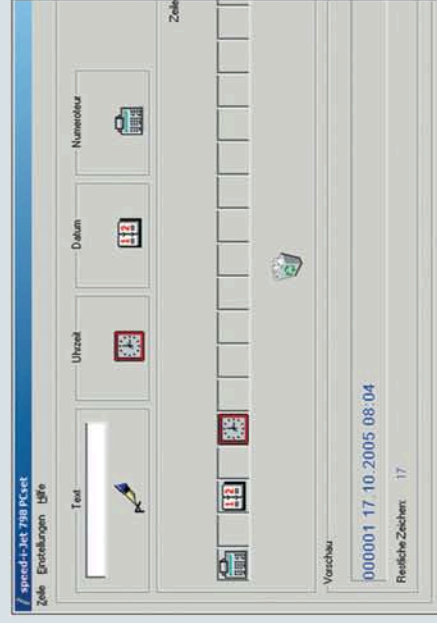 speed-i-Jet 798 PCset
Zeile Einstellungen Hilfe
Text Uhrzeit Datum Numeroteur
Zeile
Vorschau
000001 17.10.2005 08:04
Restliche Zeichen: 17